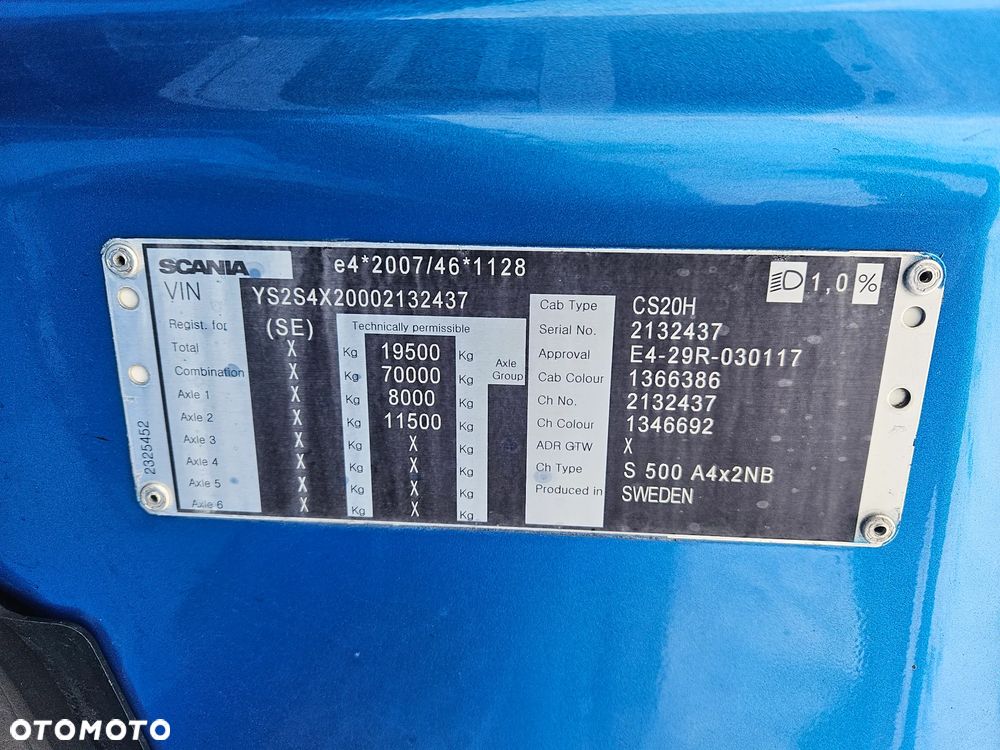 SCANIA e4*2007/46*1128 1,0 %
VIN YS2S4X20002132437
Regist. for (SE) Technically permissible
Total X Kg 19500 Kg Axle Group
Combination X Kg 70000 Kg
Axle 1 X Kg 8000 Kg
Axle 2 X Kg 11500 Kg
Axle 3 X Kg X Kg
Axle 4 X Kg X Kg
Axle 5 X Kg X Kg
Axle 6 X Kg X Kg
Cab Type CS20H
Serial No. 2132437
Approval E4-29R-030117
Cab Colour 1366386
Ch No. 2132437
Ch Colour 1346692
ADR GTW X
Ch Type S 500 A4x2NB
Produced in SWEDEN
2325452
OTOMOTO